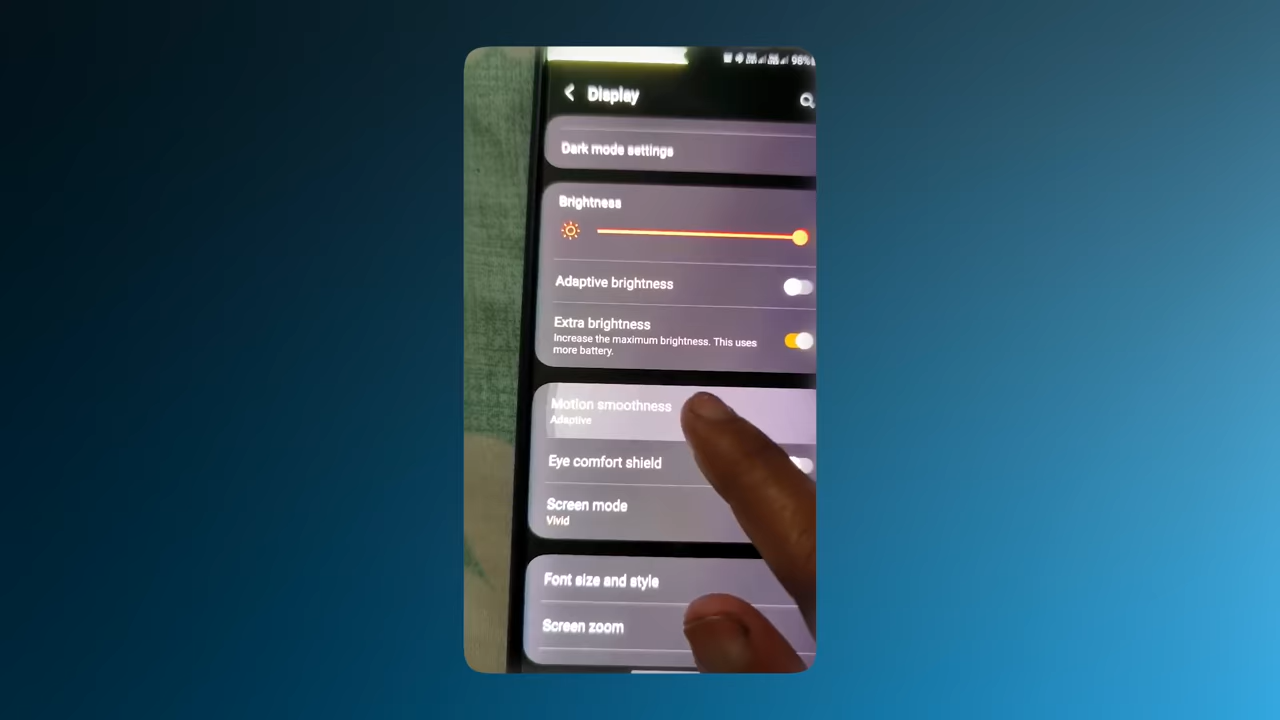 98%
Display
Dark mode settings
Brightness
Adaptive brightness
Extra brightness
Increase the maximum brightness. This uses
more battery.
Motion smoothness
Adaptive
Eye comfort shield
Screen mode
Vivid
Font size and style
Screen zoom